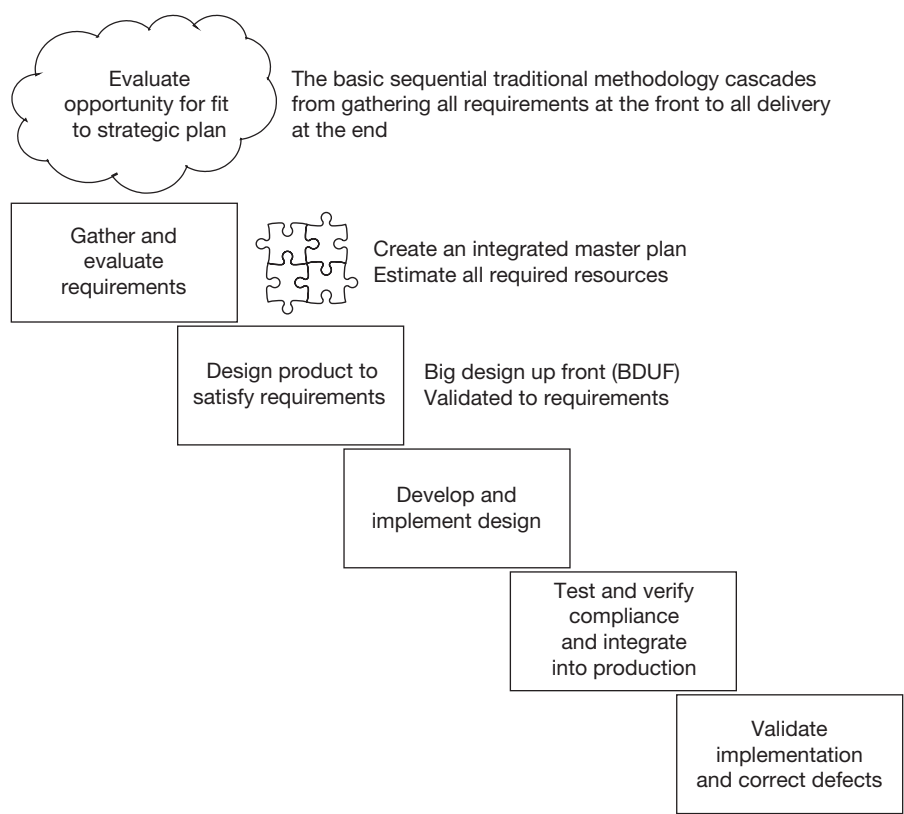 Evaluate
opportunity for fit
to strategic plan
The basic sequential traditional methodology cascades
from gathering all requirements at the front to all delivery
at the end
Gather and
evaluate
requirements
Create an integrated master plan
Estimate all required resources
Design product to
satisfy requirements
Big design up front (BDUF)
Validated to requirements
Develop and
implement design
Test and verify
compliance
and integrate
into production
Validate
implementation
and correct defects